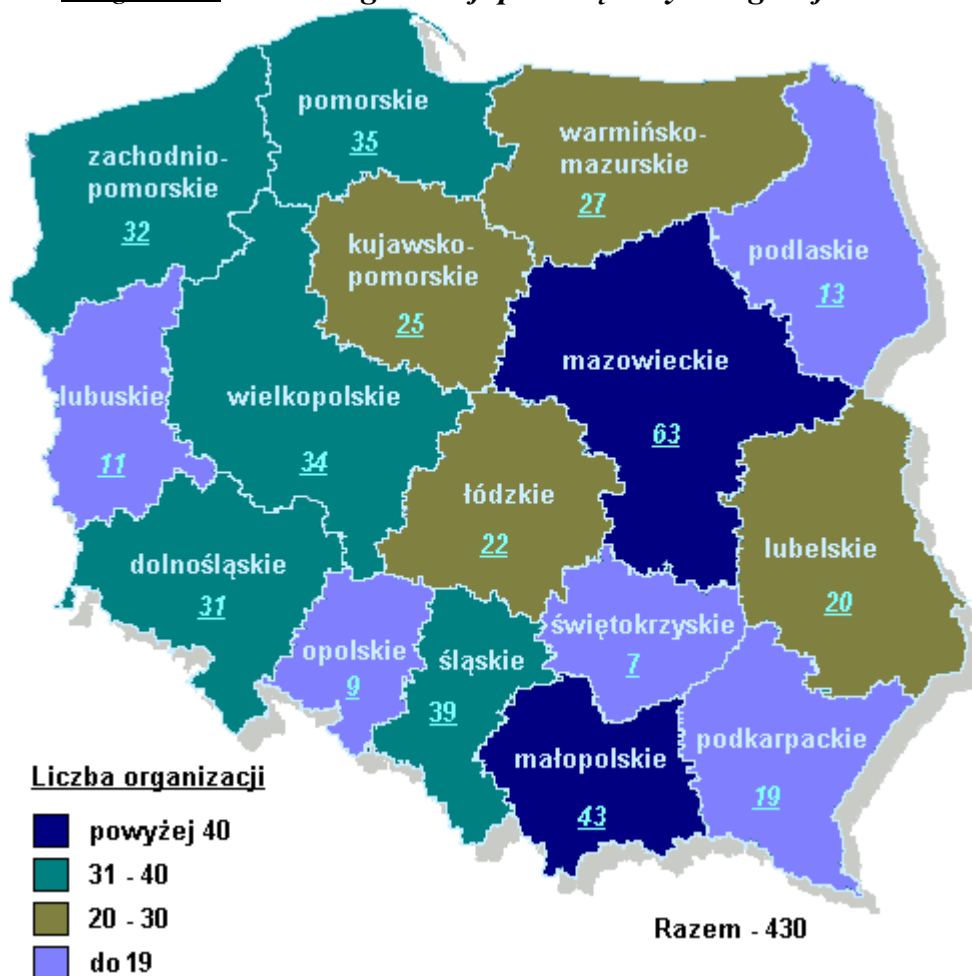 pomorskie
35
zachodnio-
pomorskie
32
warmińsko-
mazurskie
27
podlaskie
13
kujawsko-
pomorskie
25
mazowieckie
63
lubuskie
11
wielkopolskie
34
łódzkie
22
lubelskie
20
dolnośląskie
31
opolskie
9
śląskie
39
świętokrzyskie
7
podkarpackie
19
małopolskie
43
Liczba organizacji
powyżej 40
31 - 40
20 - 30
do 19
Razem - 430